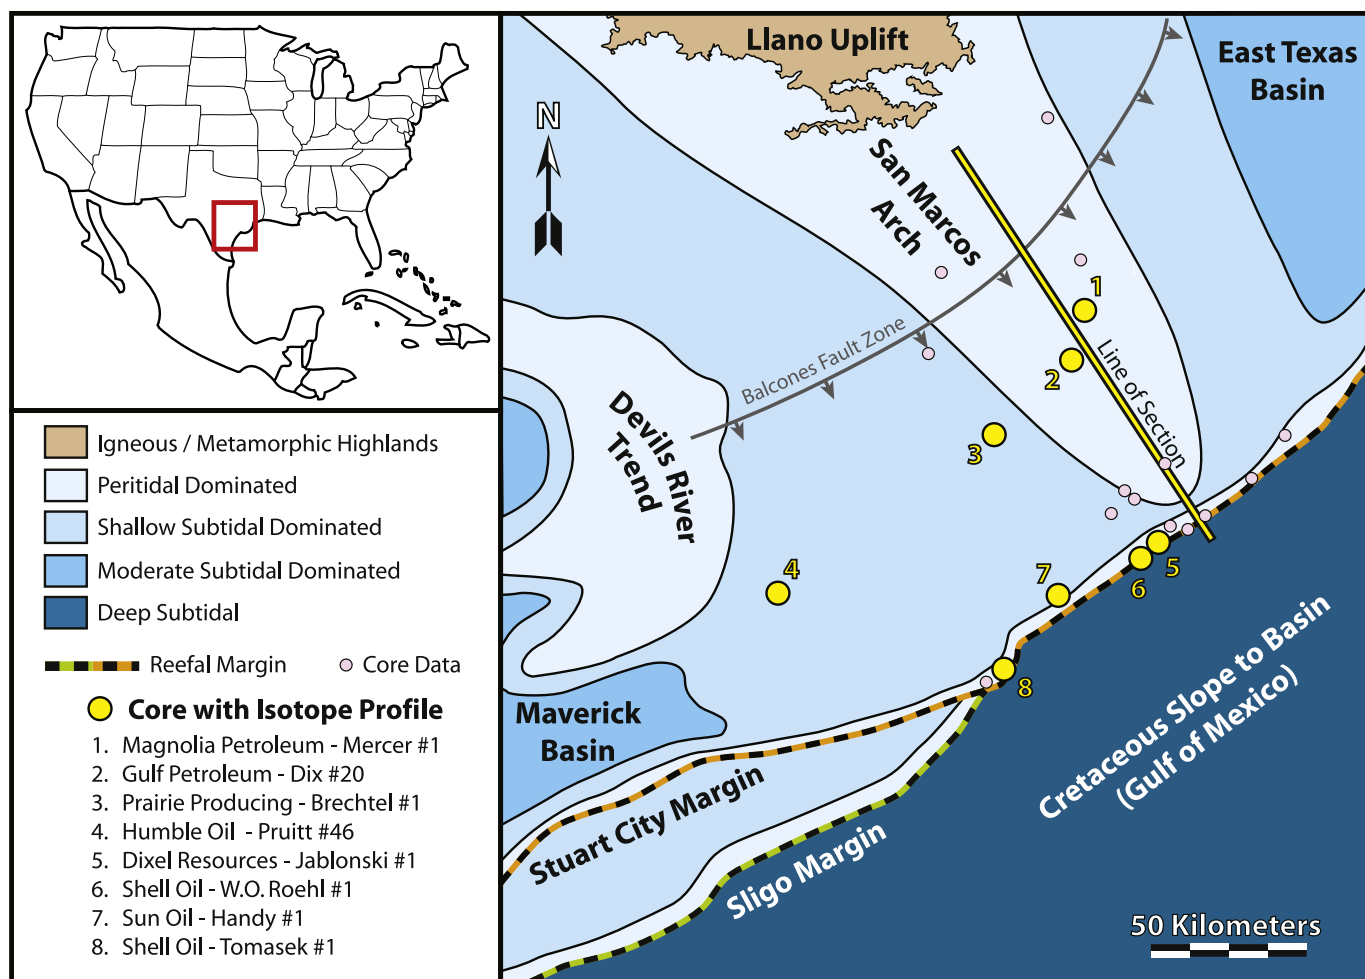 Igneous / Metamorphic Highlands
Peritidal Dominated
Shallow Subtidal Dominated
Moderate Subtidal Dominated
Deep Subtidal
Reefal Margin
Core Data
Core with Isotope Profile
1. Magnolia Petroleum - Mercer #1
2. Gulf Petroleum - Dix #20
3. Prairie Producing - Brechtel #1
4. Humble Oil - Pruitt #46
5. Dixel Resources - Jablonski #1
6. Shell Oil - W.O. Roehl #1
7. Sun Oil - Handy #1
8. Shell Oil - Tomasek #1
Llano Uplift
East Texas
Basin
N
San Marcos
Arch
1
Balcones Fault Zone
2
Line of Section
Devils River
Trend
3
4
7
5
6
8
Maverick
Basin
Stuart City Margin
Sligo Margin
Cretaceous Slope to Basin
(Gulf of Mexico)
50 Kilometers